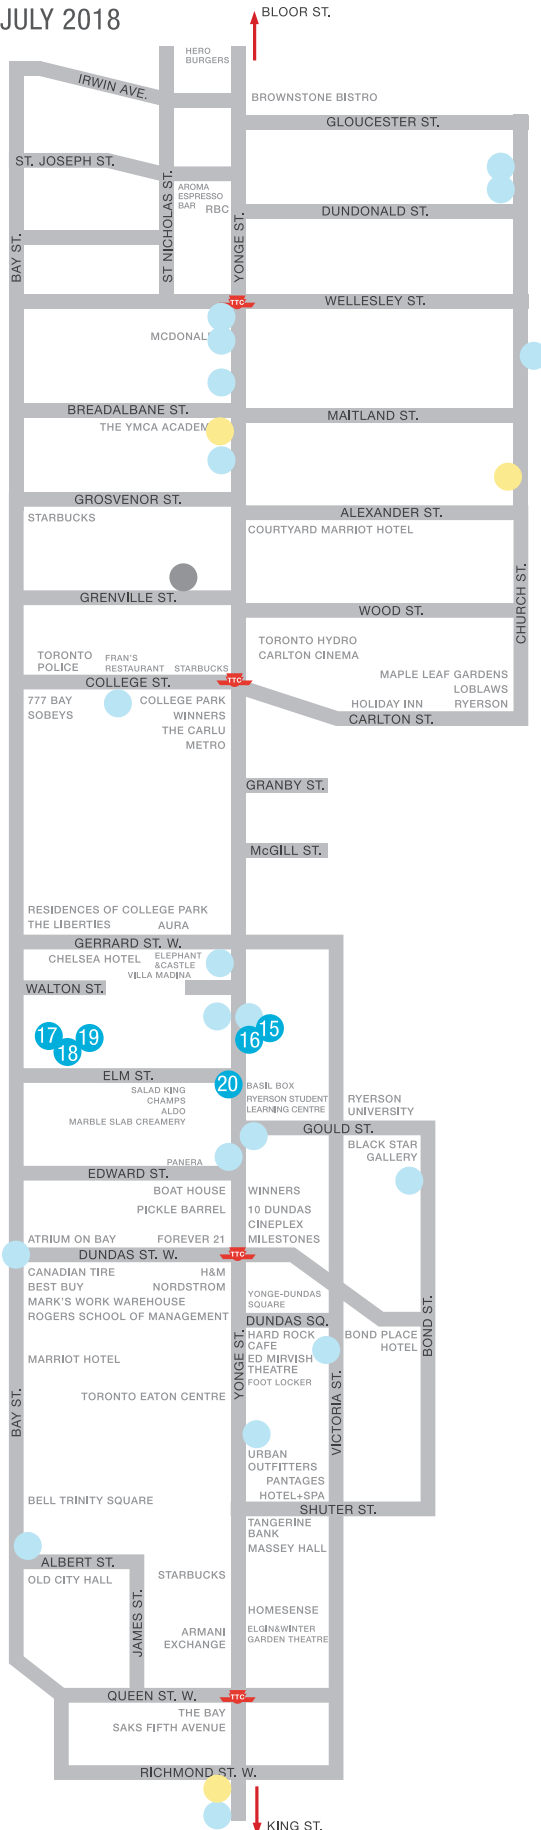 JULY 2018
BLOOR ST.
HERO
BURGERS
IRWIN AVE.
BROWNSTONE BISTRO
GLOUCESTER ST.
ST. JOSEPH ST.
ST NICHOLAS ST.
AROMA
ESPRESSO
BAR
RBC
DUNDONALD ST.
BAY ST.
YONGE ST.
TTC
WELLESLEY ST.
MCDONAL
BREADALBANE ST.
MAITLAND ST.
THE YMCA ACADEM
GROSVENOR ST.
STARBUCKS
ALEXANDER ST.
COURTYARD MARRIOT HOTEL
CHURCH ST.
GRENVILLE ST.
WOOD ST.
TORONTO HYDRO
CARLTON CINEMA
TORONTO
POLICE
FRAN'S
RESTAURANT
STARBUCKS
COLLEGE ST.
TTC
MAPLE LEAF GARDENS
LOBLAWS
HOLIDAY INN
RYERSON
CARLTON ST.
777 BAY
SOBEYS
COLLEGE PARK
WINNERS
THE CARLU
METRO
GRANBY ST.
McGILL ST.
RESIDENCES OF COLLEGE PARK
THE LIBERTIES
AURA
GERRARD ST. W.
CHELSEA HOTEL
ELEPHANT
&CASTLE
VILLA MADINA
WALTON ST.
17
18
19
15
16
ELM ST.
20
SALAD KING
CHAMPS
ALDO
MARBLE SLAB CREAMERY
BASIL BOX
RYERSON STUDENT
LEARNING CENTRE
RYERSON
UNIVERSITY
GOULD ST.
BLACK STAR
GALLERY
PANERA
EDWARD ST.
BOAT HOUSE
PICKLE BARREL
WINNERS
10 DUNDAS
CINEPLEX
MILESTONES
ATRIUM ON BAY
FOREVER 21
DUNDAS ST. W.
TTC
CANADIAN TIRE
BEST BUY
MARK'S WORK WAREHOUSE
ROGERS SCHOOL OF MANAGEMENT
H&M
NORDSTROM
YONGE-DUNDAS
SQUARE
DUNDAS SQ.
HARD ROCK
CAFE
ED MIRVISH
THEATRE
FOOT LOCKER
BOND PLACE
HOTEL
BOND ST.
MARRIOT HOTEL
TORONTO EATON CENTRE
BAY ST.
YONGE ST.
VICTORIA ST.
URBAN
OUTFITTERS
PANTAGES
HOTEL+SPA
BELL TRINITY SQUARE
SHUTER ST.
TANGERINE
BANK
MASSEY HALL
ALBERT ST.
OLD CITY HALL
JAMES ST.
STARBUCKS
HOMESENSE
ARMANI
EXCHANGE
ELGIN&WINTER
GARDEN THEATRE
QUEEN ST. W.
TTC
THE BAY
SAKS FIFTH AVENUE
RICHMOND ST. W.
KING ST.